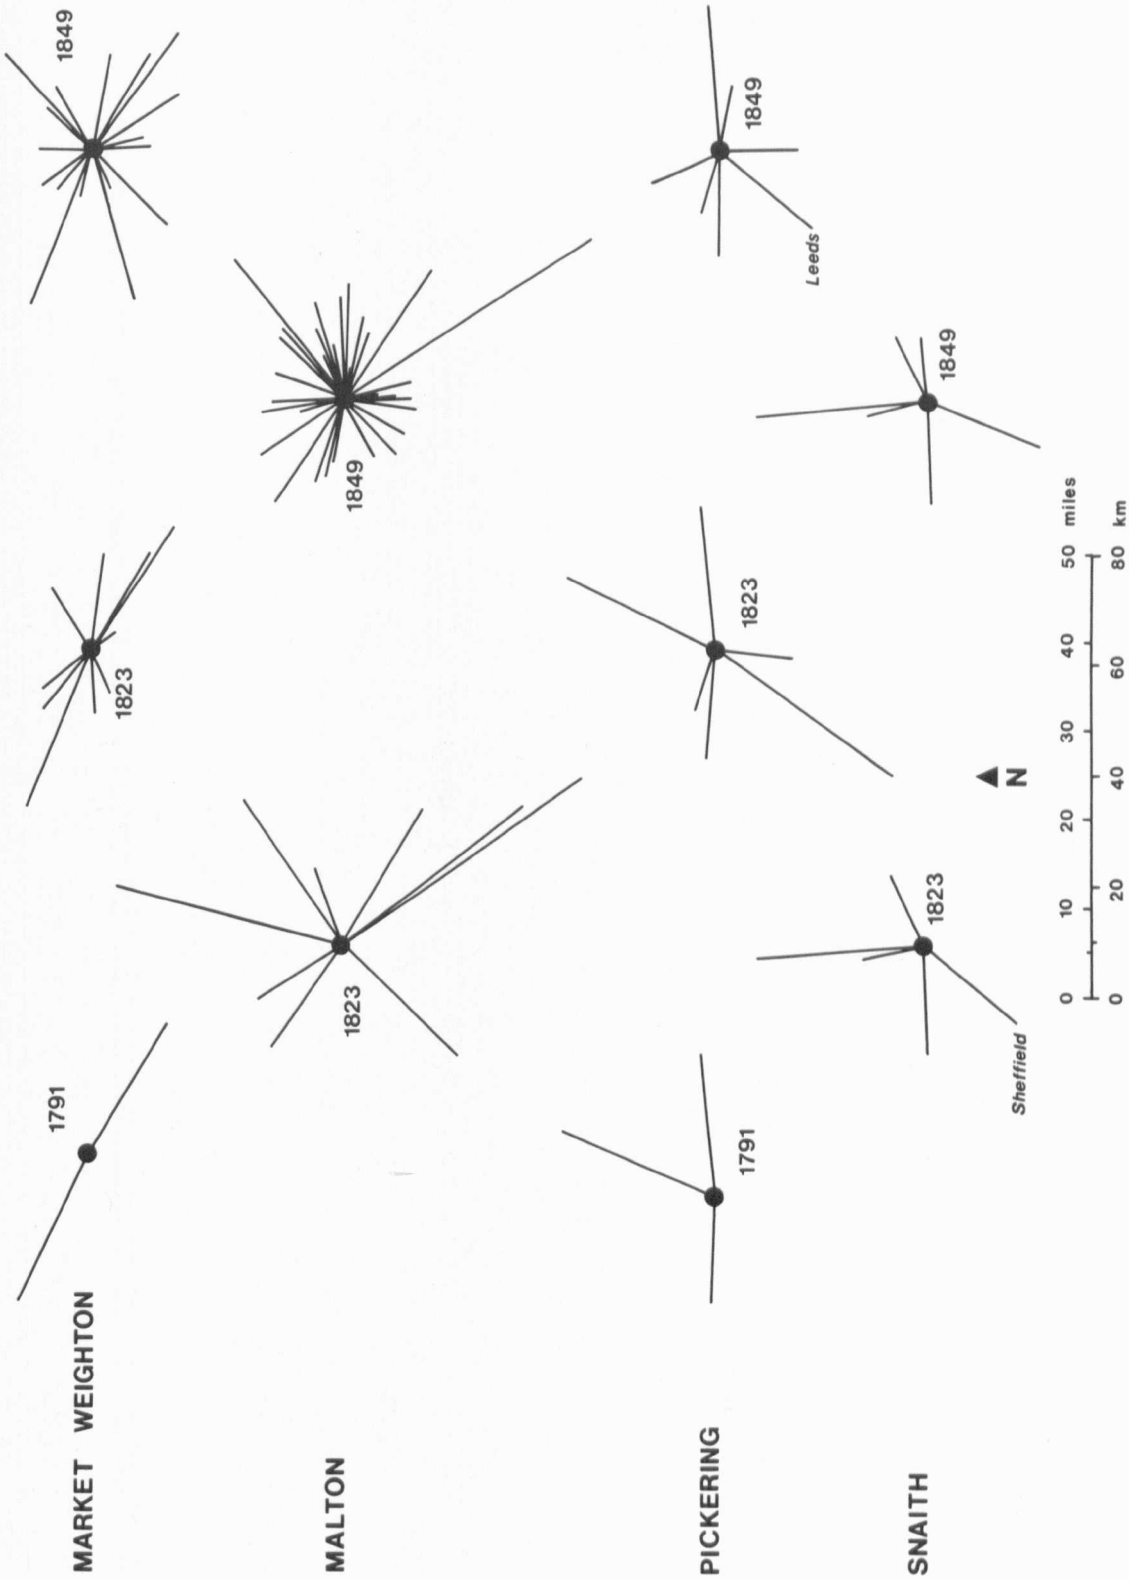 MARKET WEIGHTON 1791 1823 1849
MALTON 1823 1849
PICKERING 1791 1823 1849
Leeds
SNAITH 1823 1849
N
Sheffield
0 10 20 30 40 50 miles
0 20 40 60 80 km